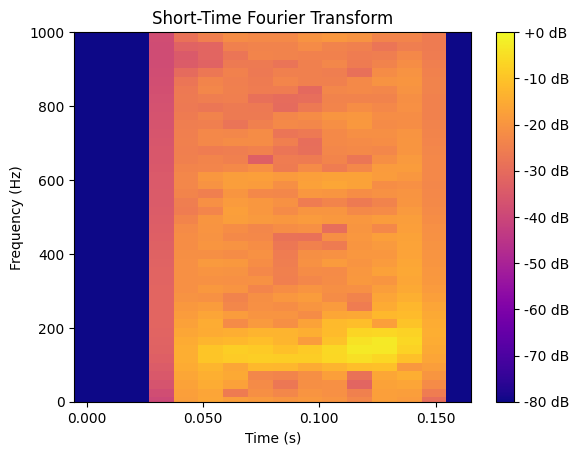 Short-Time Fourier Transform
1000
800
600
400
200
0
Frequency (Hz)
0.000
0.050
0.100
0.150
Time (s)
+0 dB
-10 dB
-20 dB
-30 dB
-40 dB
-50 dB
-60 dB
-70 dB
-80 dB